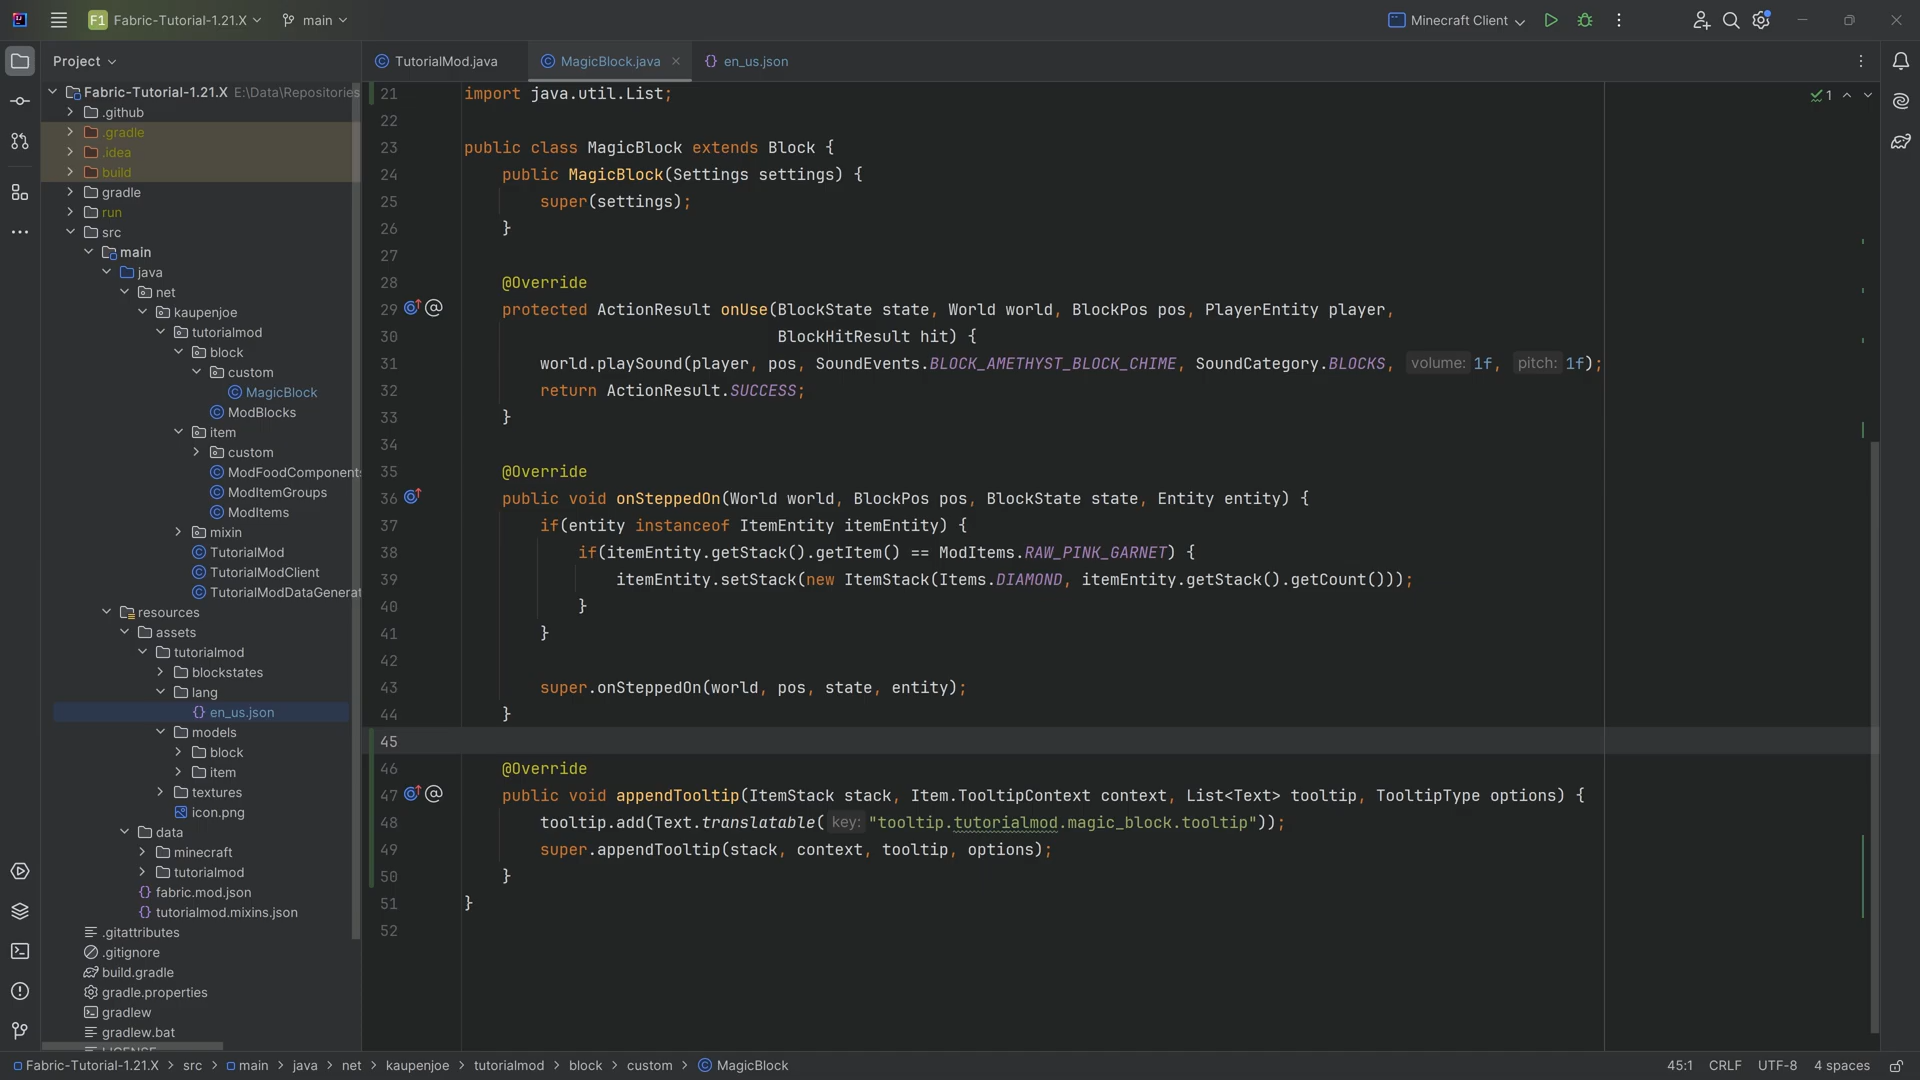 F1 Fabric-Tutorial-1.21.X main Minecraft Client
Project
TutorialMod.java MagicBlock.java {} en_us.json
Fabric-Tutorial-1.21.X E:\Data\Repositories
.github
.gradle
.idea
build
gradle
run
src
main
java
net
kaupenjoe
tutorialmod
block
custom
MagicBlock
ModBlocks
item
custom
ModFoodComponent
ModItemGroups
ModItems
mixin
TutorialMod
TutorialModClient
TutorialModDataGenerat
resources
assets
tutorialmod
blockstates
lang
{} en_us.json
models
block
item
textures
icon.png
data
minecraft
tutorialmod
{} fabric.mod.json
{} tutorialmod.mixins.json
.gitattributes
.gitignore
build.gradle
gradle.properties
gradlew
gradlew.bat
LICENSE
1
21 import java.util.List;
22
23 public class MagicBlock extends Block {
24 public MagicBlock(Settings settings) {
25 super(settings);
26 }
27
28 @Override
29 @ protected ActionResult onUse(BlockState state, World world, BlockPos pos, PlayerEntity player,
30 BlockHitResult hit) {
31 world.playSound(player, pos, SoundEvents.BLOCK_AMETHYST_BLOCK_CHIME, SoundCategory.BLOCKS, volume: 1f, pitch: 1f);
32 return ActionResult.SUCCESS;
33 }
34
35 @Override
36 public void onSteppedOn(World world, BlockPos pos, BlockState state, Entity entity) {
37 if(entity instanceof ItemEntity itemEntity) {
38 if(itemEntity.getStack().getItem() == ModItems.RAW_PINK_GARNET) {
39 itemEntity.setStack(new ItemStack(Items.DIAMOND, itemEntity.getStack().getCount()));
40 }
41 }
42
43 super.onSteppedOn(world, pos, state, entity);
44 }
45
46 @Override
47 @ public void appendTooltip(ItemStack stack, Item.TooltipContext context, List<Text> tooltip, TooltipType options) {
48 tooltip.add(Text.translatable( key: "tooltip.tutorialmod.magic_block.tooltip"));
49 super.appendTooltip(stack, context, tooltip, options);
50 }
51 }
52
Fabric-Tutorial-1.21.X > src > main > java > net > kaupenjoe > tutorialmod > block > custom > MagicBlock 45:1 CRLF UTF-8 4 spaces